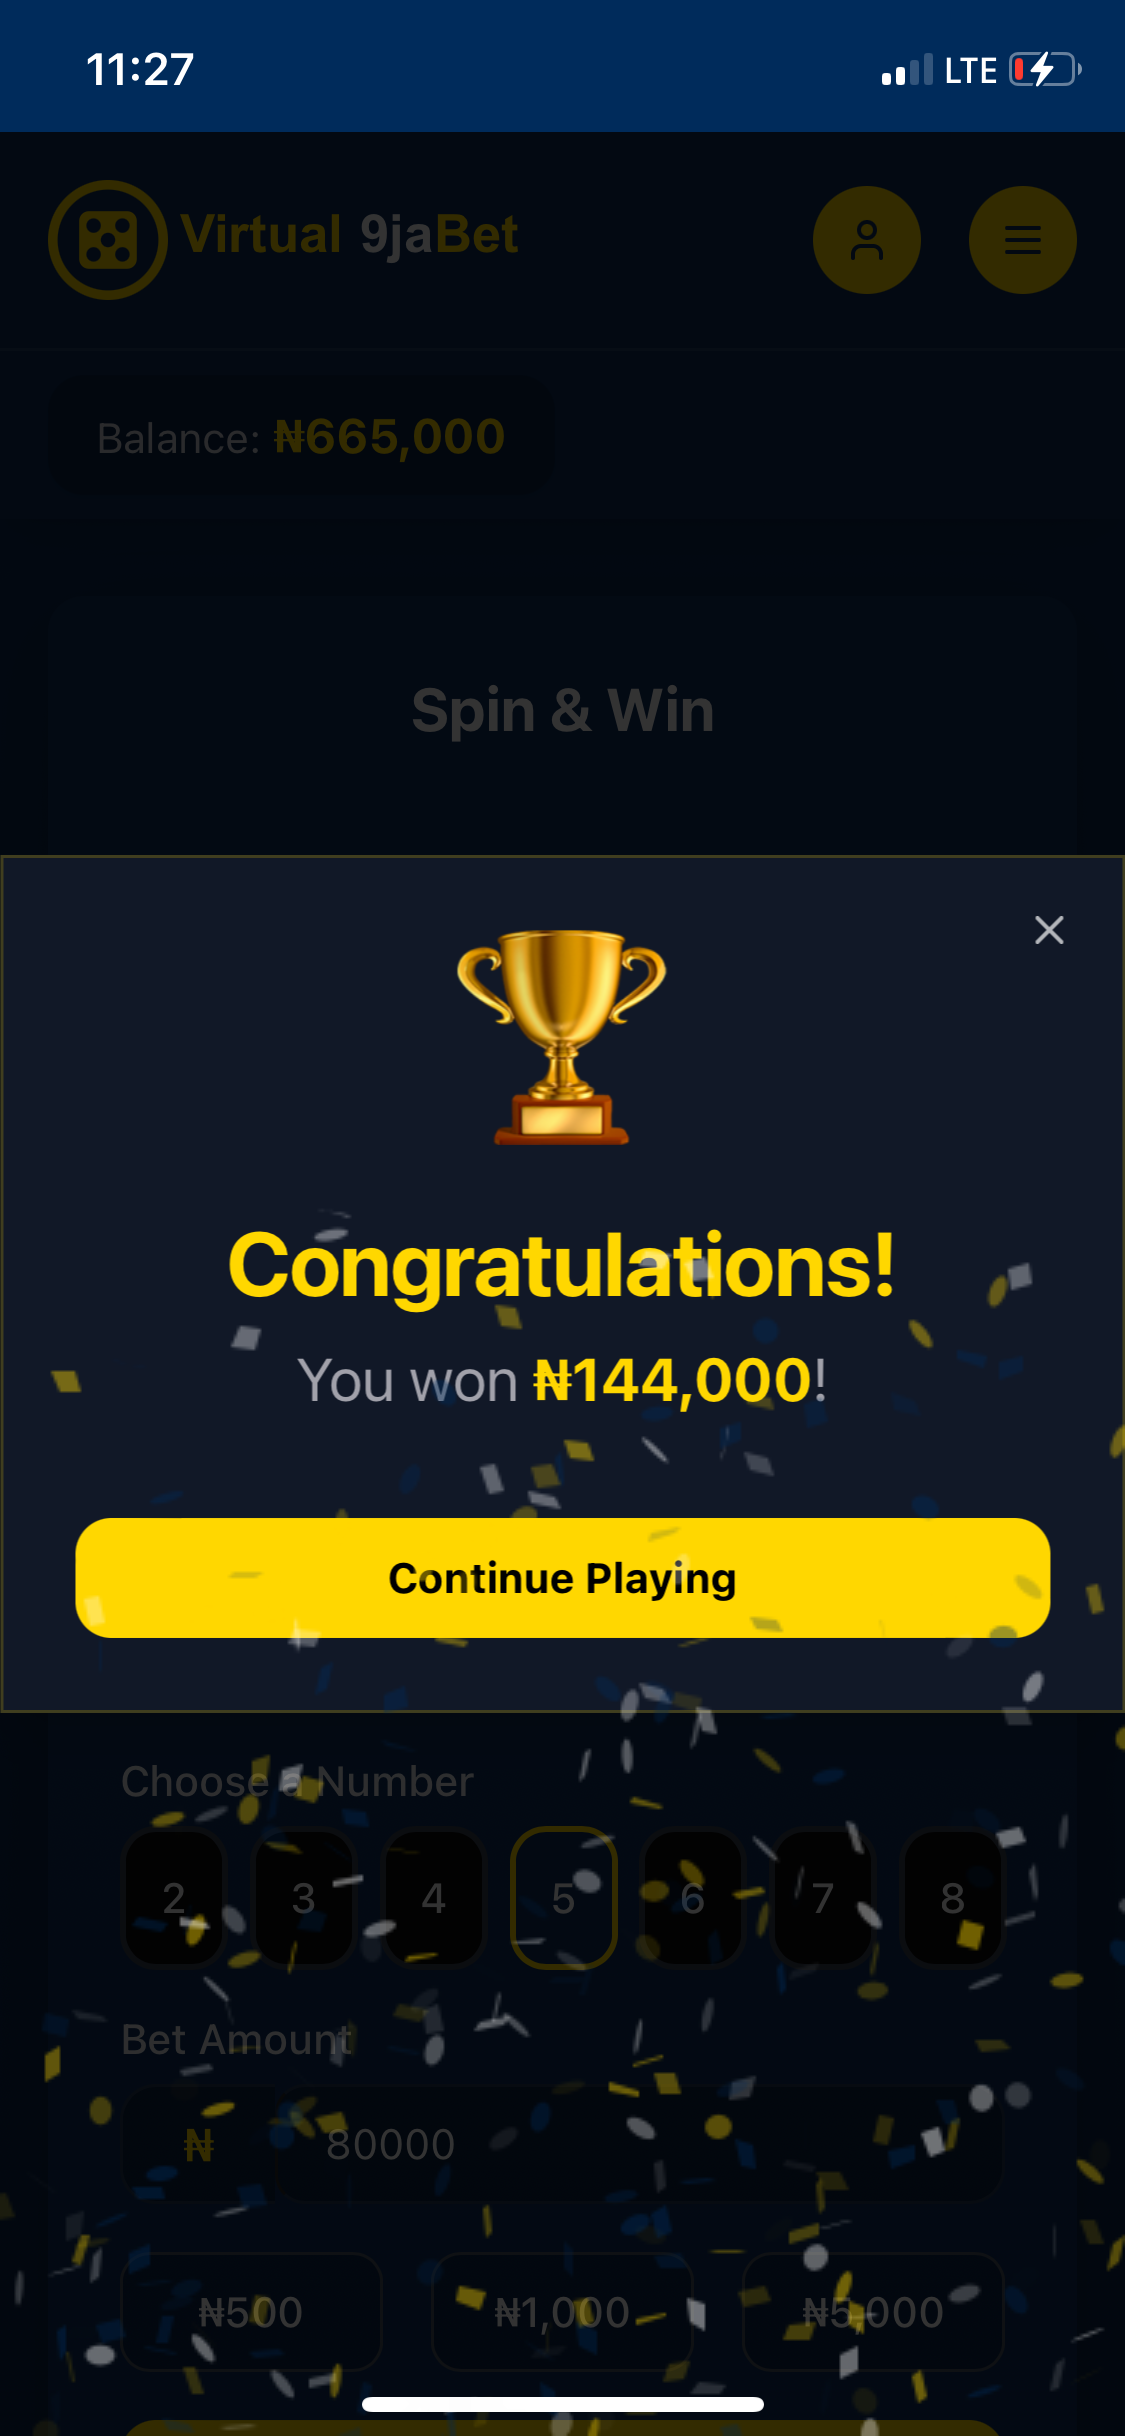 11:27
LTE
Virtual 9jaBet
Balance: ₦665,000
Spin & Win
Congratulations!
You won ₦144,000!
Continue Playing
Choose a Number
2 3 4 5 6 7 8
Bet Amount
₦ 80000
₦500 ₦1,000 ₦5,000